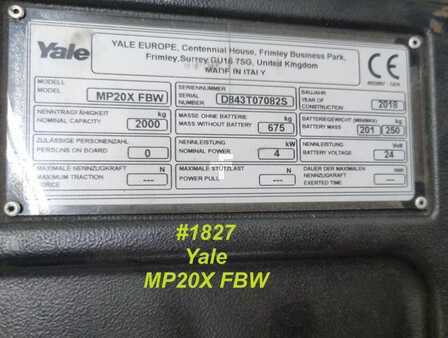 Yale
YALE EUROPE, Centennial House, Frimley Business Park,
Frimley, Surrey GU16 7SG, United Kingdom
MADE IN ITALY
CE
MODELL
MODEL
MP20X FBW
SERIENNUMMER
SERIAL
NUMBER
D843T07082S
BAUJAHR
YEAR OF
CONSTRUCTION
2018
NENNTRAGFÄHIGKEIT kg
NOMINAL CAPACITY
2000
MASSE OHNE BATTERIE kg
MASS WITHOUT BATTERY
675
BATTERIEGEWICHT (MIN/MAX) kg
BATTERY MASS
201 250
ZULÄSSIGE PERSONENZAHL
PERSONS ON BOARD
0
NENNLEISTUNG kW
NOMINAL POWER
4
NENNLEISTUNG Volt
BATTERY VOLTAGE
24
MAXIMALE NENNZUGKRAFT N
MAXIMUM TRACTION
FORCE
---
MAXIMALE STÜTZLAST N
POWER PULL
---
DAUER DER MAXIMALEN
NENNZUGKRAFT
EXERTED TIME
---
#1827
Yale
MP20X FBW